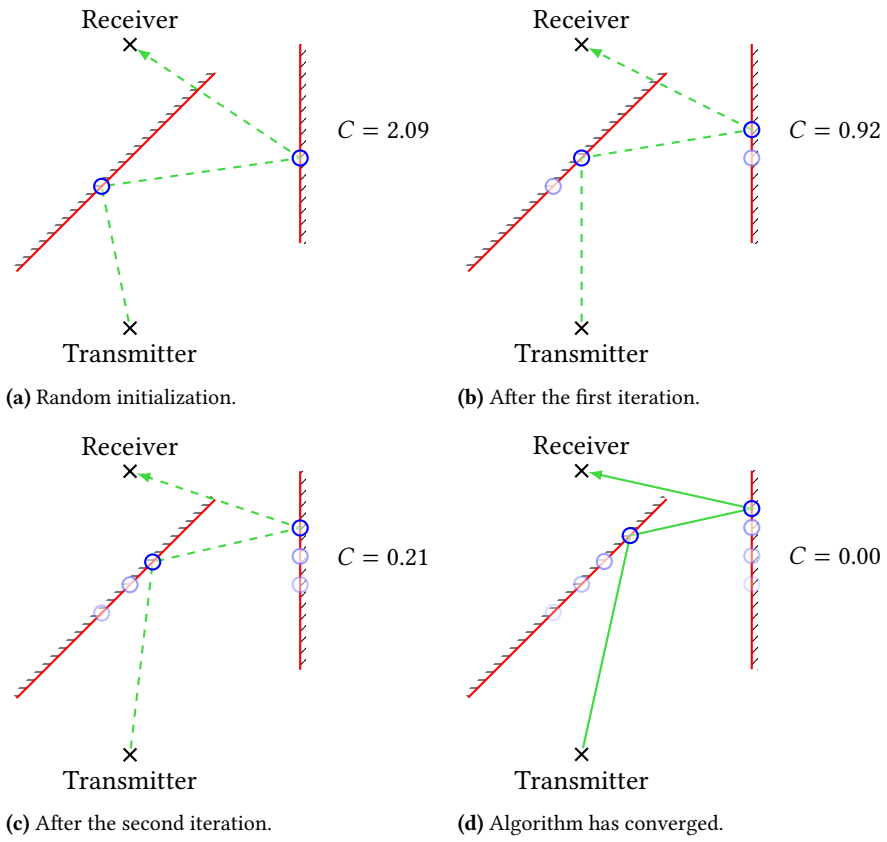 Receiver
C = 2.09
Transmitter
(a) Random initialization.
Receiver
C = 0.92
Transmitter
(b) After the first iteration.
Receiver
C = 0.21
Transmitter
(c) After the second iteration.
Receiver
C = 0.00
Transmitter
(d) Algorithm has converged.